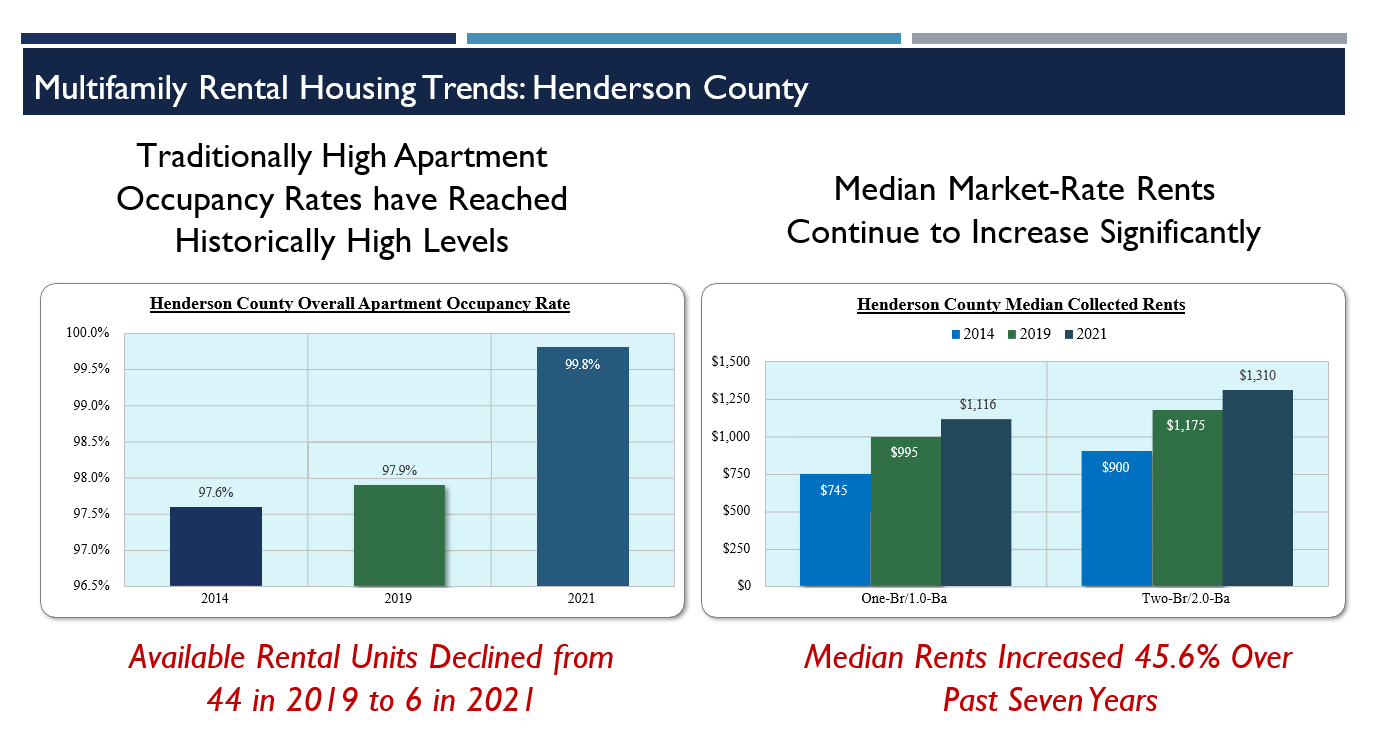 Multifamily Rental Housing Trends: Henderson County
Traditionally High Apartment
Occupancy Rates have Reached
Historically High Levels
Henderson County Overall Apartment Occupancy Rate
100.0%
99.5%
99.0%
98.5%
98.0%
97.5%
97.0%
96.5%
97.6%
97.9%
99.8%
2014
2019
2021
Available Rental Units Declined from
44 in 2019 to 6 in 2021
Median Market-Rate Rents
Continue to Increase Significantly
Henderson County Median Collected Rents
2014 2019 2021
$1,500
$1,250
$1,000
$750
$500
$250
$0
$745
$995
$1,116
$900
$1,175
$1,310
One-Br/1.0-Ba
Two-Br/2.0-Ba
Median Rents Increased 45.6% Over
Past Seven Years